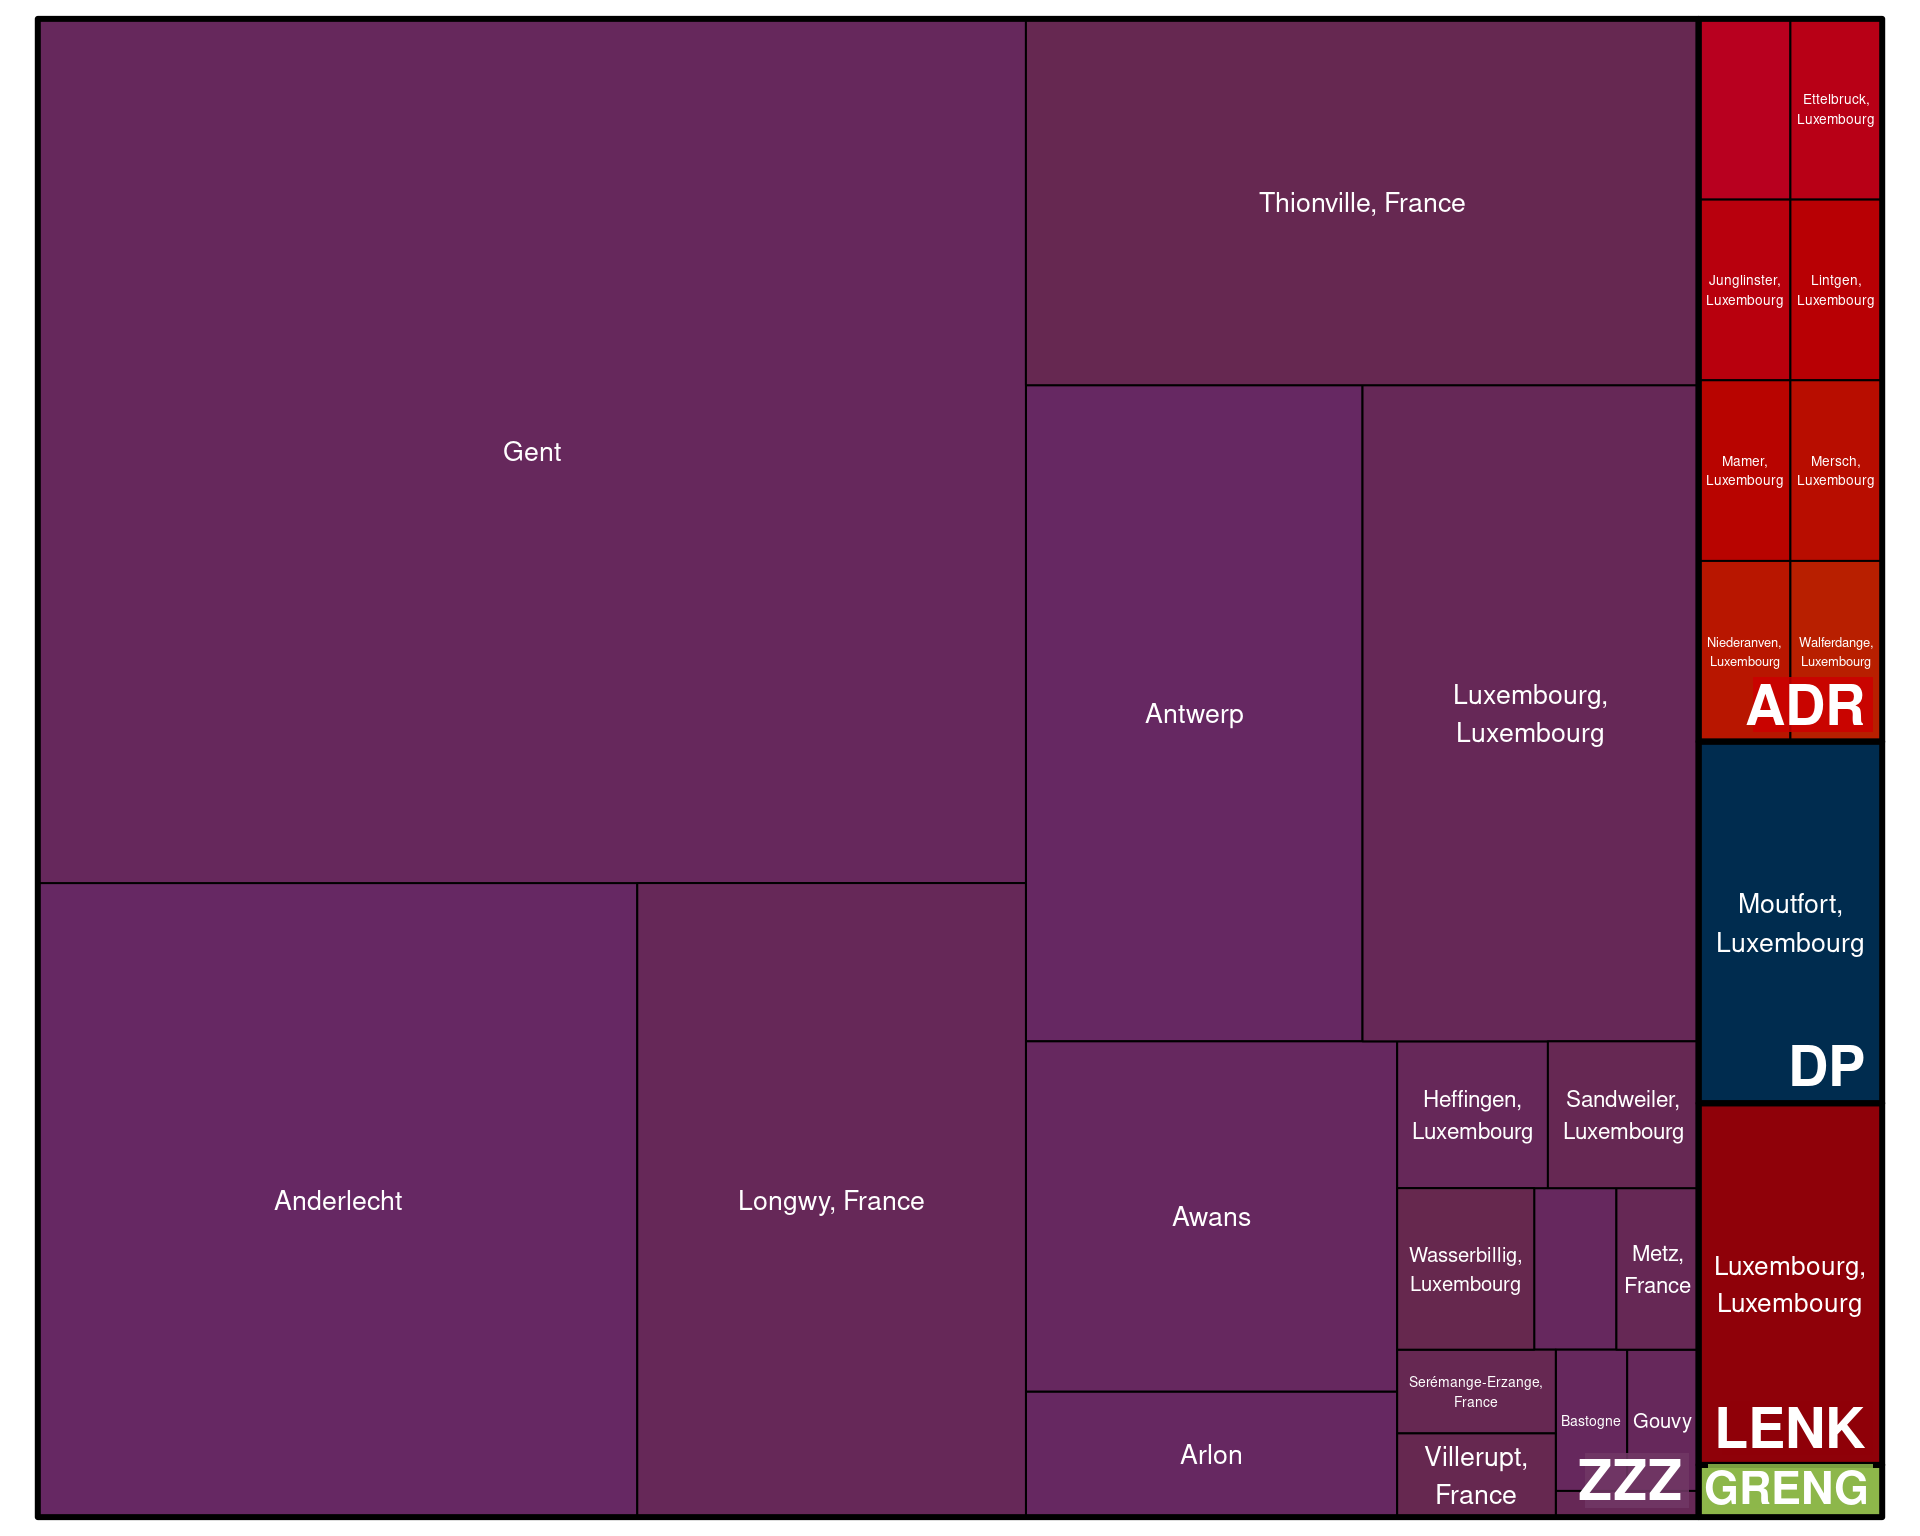 Gent
Thionville, France
Antwerp
Luxembourg,
Luxembourg
Anderlecht
Longwy, France
Awans
Arlon
Heffingen,
Luxembourg
Sandweiler,
Luxembourg
Wasserbillig,
Luxembourg
Metz,
France
Serémange-Erzange,
France
Villerupt,
France
Bastogne
Gouvy
ZZZ
Ettelbruck,
Luxembourg
Junglinster,
Luxembourg
Lintgen,
Luxembourg
Mamer,
Luxembourg
Mersch,
Luxembourg
Niederanven,
Luxembourg
Walferdange,
Luxembourg
ADR
Moutfort,
Luxembourg
DP
Luxembourg,
Luxembourg
LENK
GRENG